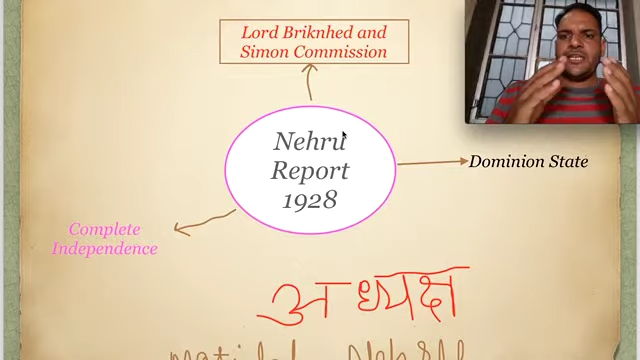 Lord Briknhed and
Simon Commission
Nehru
Report
1928
Dominion State
Complete
Independence
अध्यक्ष